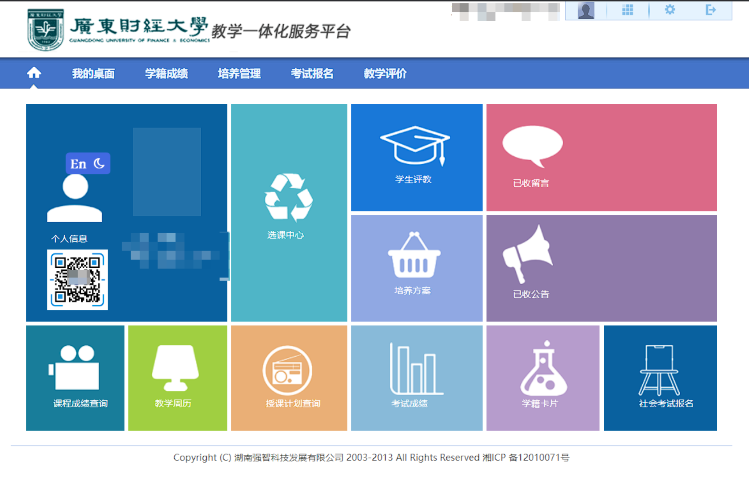 廣東財經大學 教学一体化服务平台
GUANGDONG UNIVERSITY OF FINANCE & ECONOMICS
我的桌面 学籍成绩 培养管理 考试报名 教学评价
En
个人信息
选课中心
学生评教
已收留言
培养方案
已收公告
课程成绩查询
教学周历
授课计划查询
考试成绩
学籍卡片
社会考试报名
Copyright (C) 湖南强智科技发展有限公司 2003-2013 All Rights Reserved 湘ICP 备12010071号